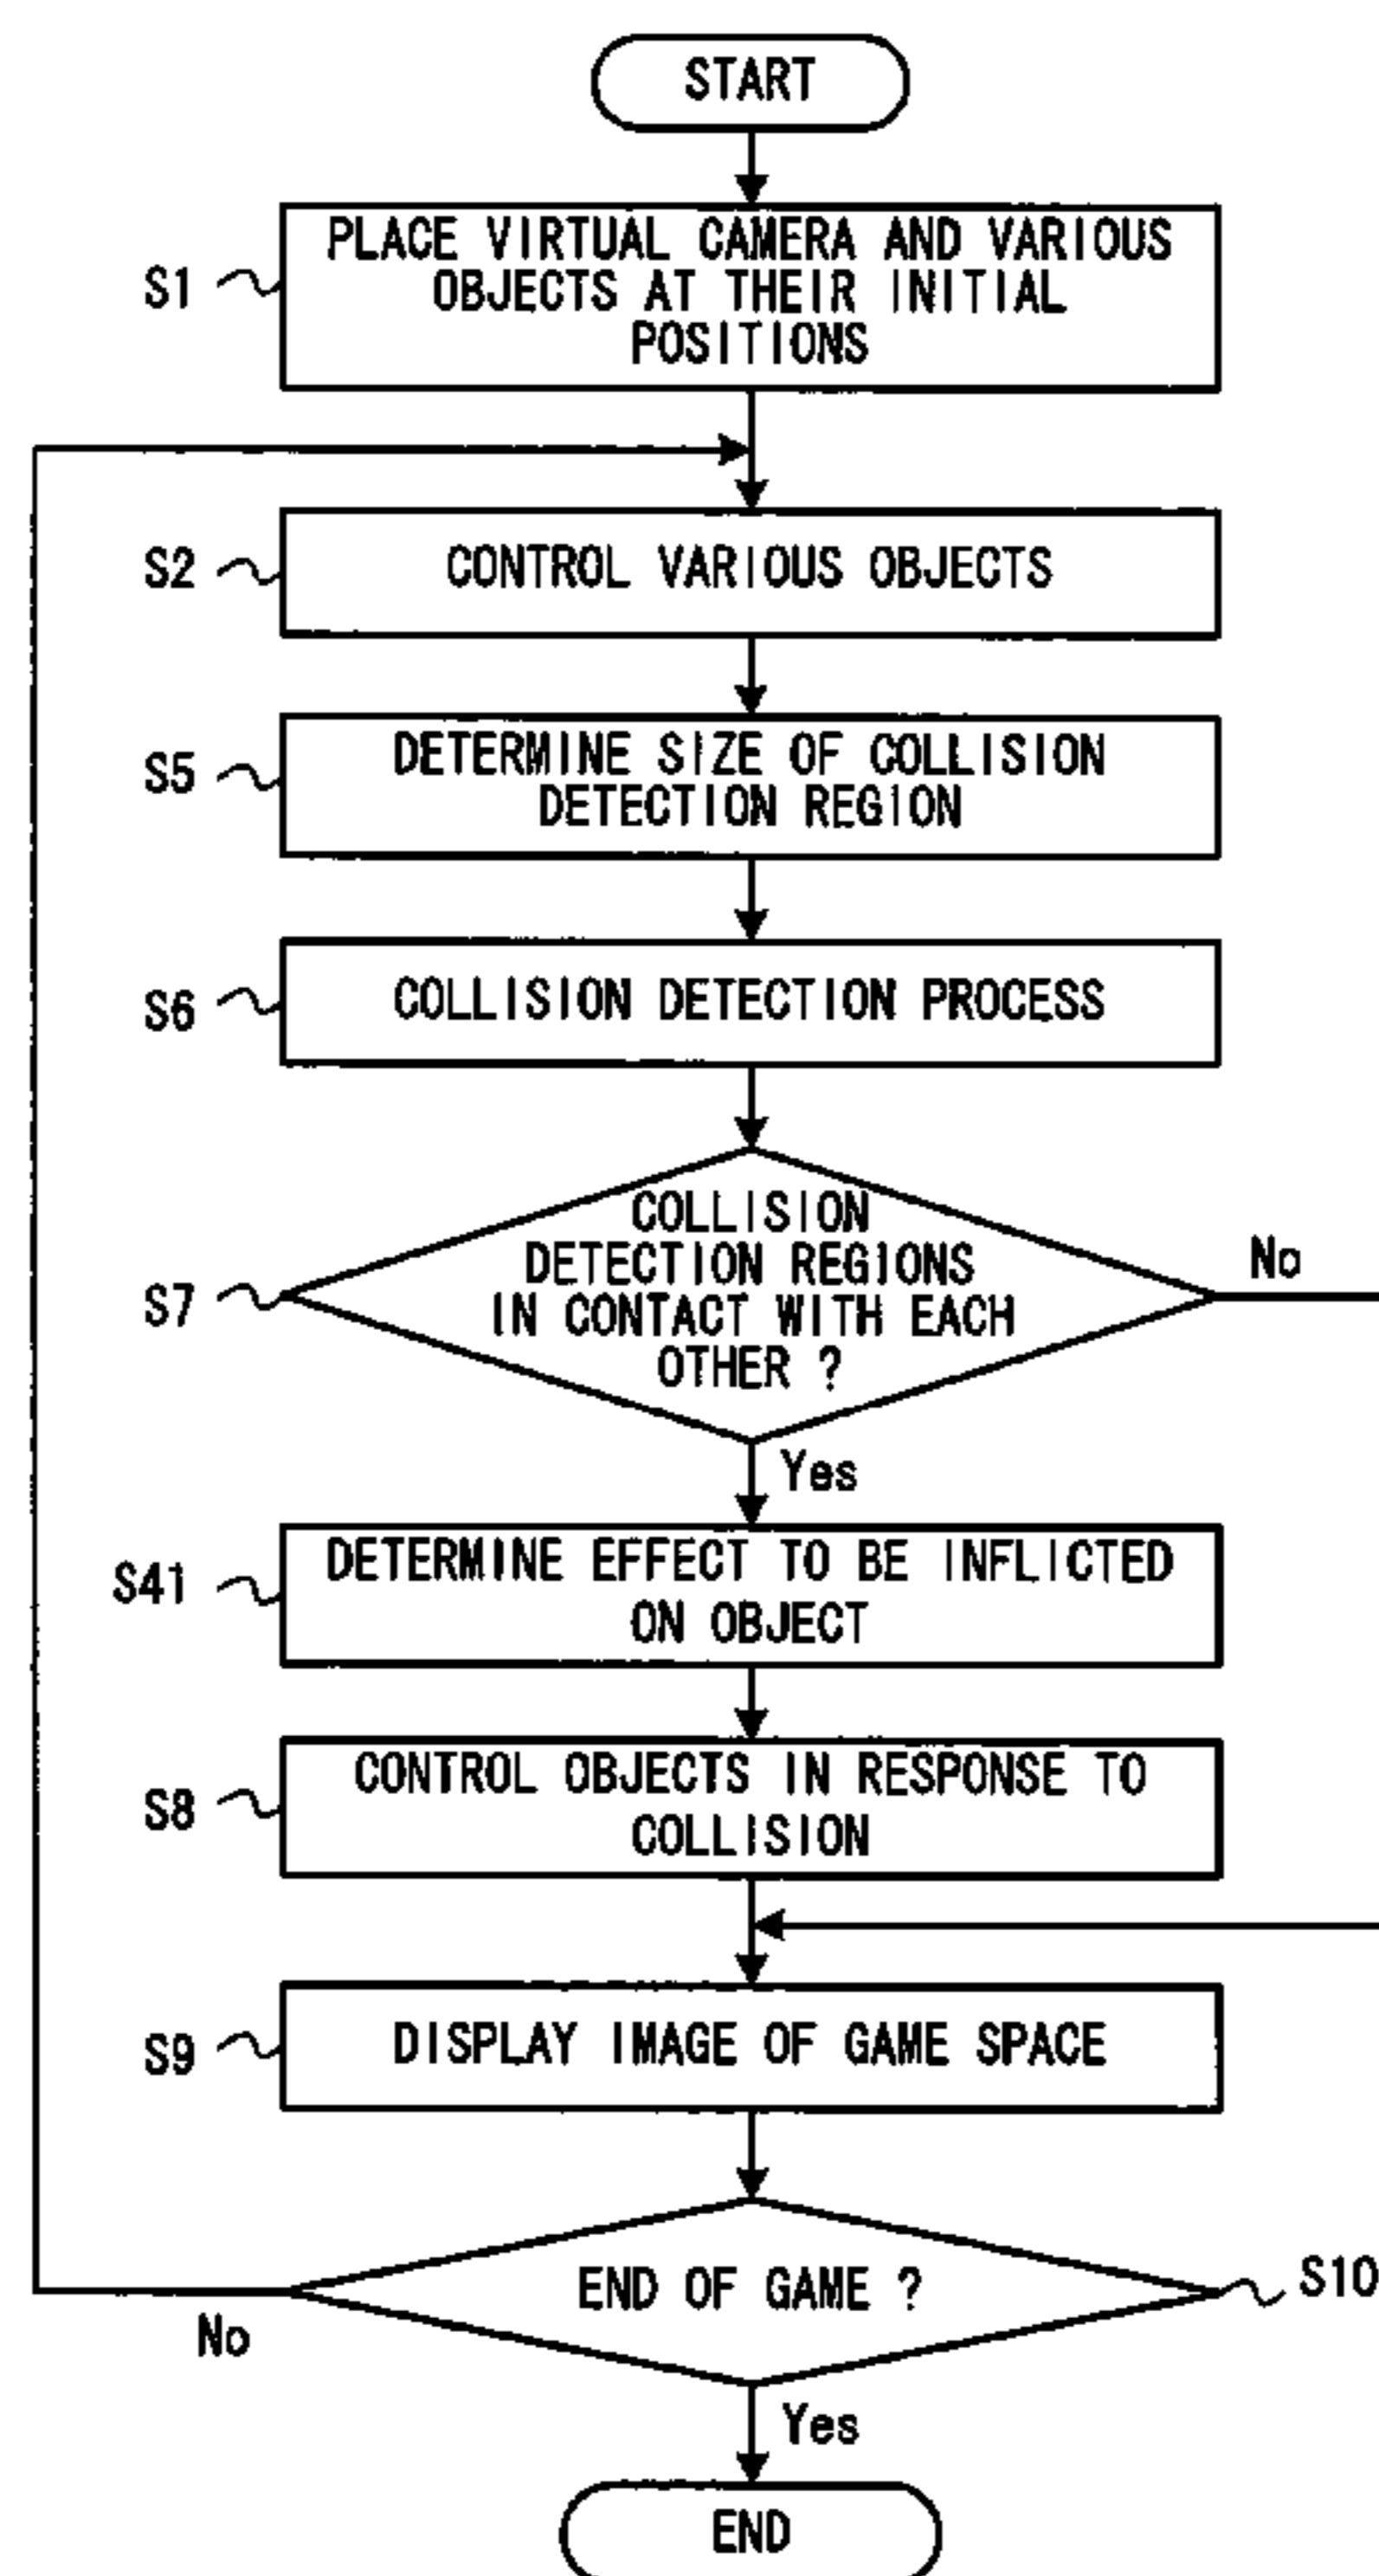 START
S1
PLACE VIRTUAL CAMERA AND VARIOUS
OBJECTS AT THEIR INITIAL
POSITIONS
S2
CONTROL VARIOUS OBJECTS
S5
DETERMINE SIZE OF COLLISION
DETECTION REGION
S6
COLLISION DETECTION PROCESS
S7
COLLISION
DETECTION REGIONS
IN CONTACT WITH EACH
OTHER ?
No
Yes
S41
DETERMINE EFFECT TO BE INFLICTED
ON OBJECT
S8
CONTROL OBJECTS IN RESPONSE TO
COLLISION
S9
DISPLAY IMAGE OF GAME SPACE
END OF GAME ?
S10
No
Yes
END